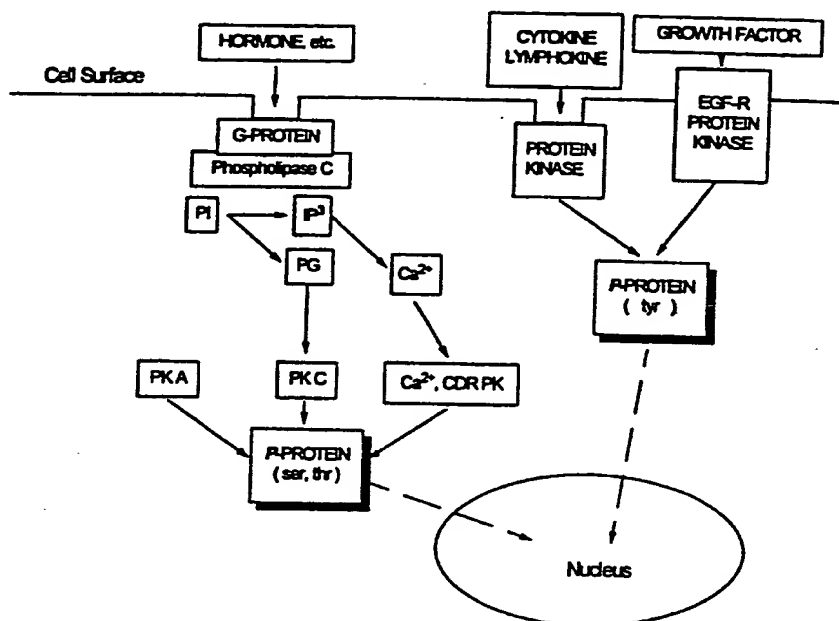 HORMONE, etc.
CYTOKINE
LYMPHOKINE
GROWTH FACTOR
Cell Surface
G-PROTEIN
Phospholipase C
PROTEIN
KINASE
EGF-R
PROTEIN
KINASE
PI
IP³
PG
Ca²⁺
P-PROTEIN
( tyr )
PKA
PKC
Ca²⁺, CDR PK
P-PROTEIN
(ser, thr)
Nucleus